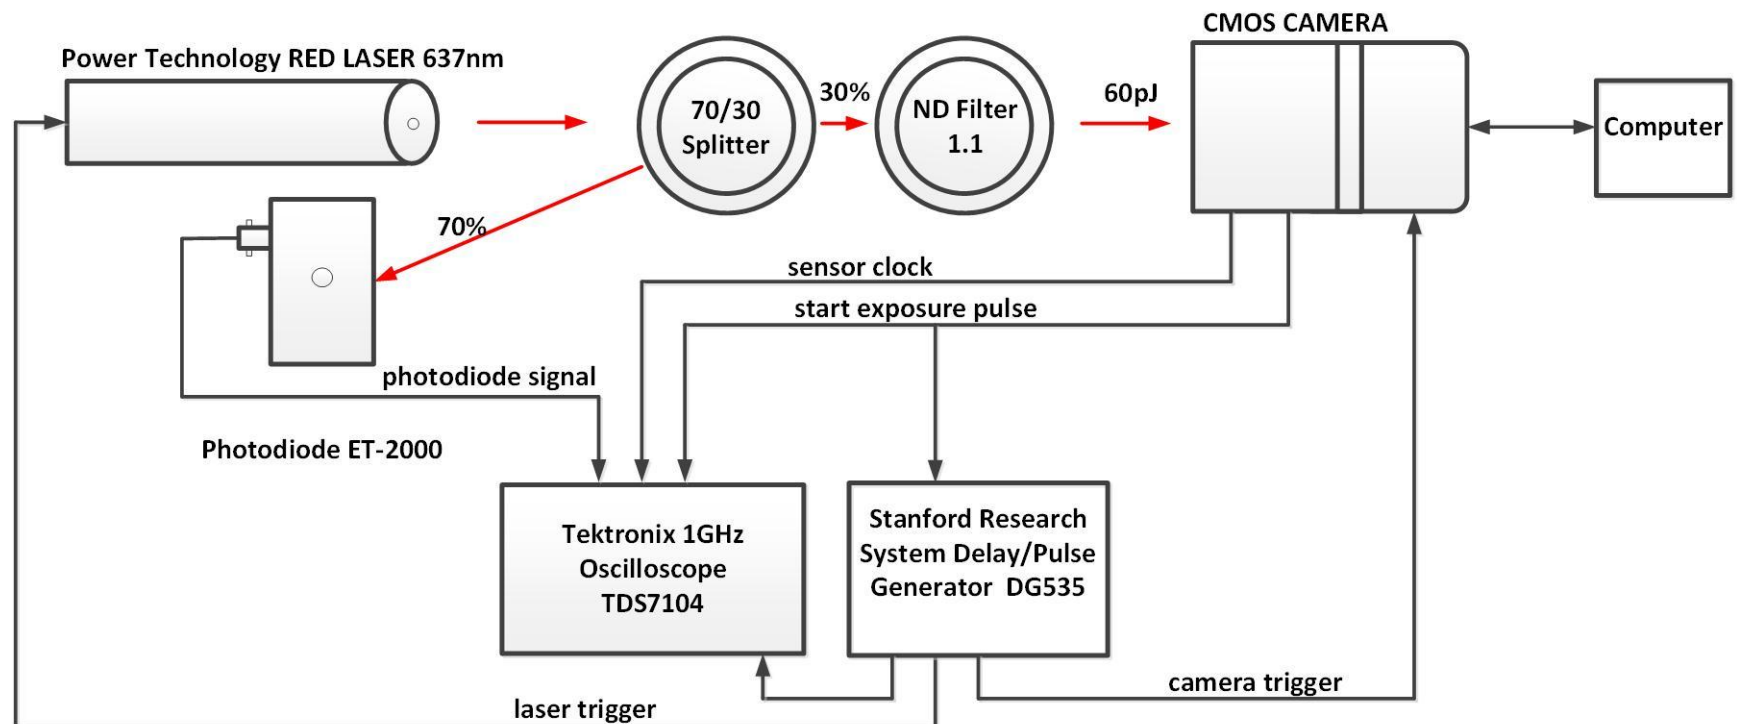 CMOS CAMERA
Power Technology RED LASER 637nm
70/30
Splitter
30%
ND Filter
1.1
60pJ
Computer
70%
sensor clock
start exposure pulse
photodiode signal
Photodiode ET-2000
Tektronix 1GHz
Oscilloscope
TDS7104
Stanford Research
System Delay/Pulse
Generator  DG535
camera trigger
laser trigger